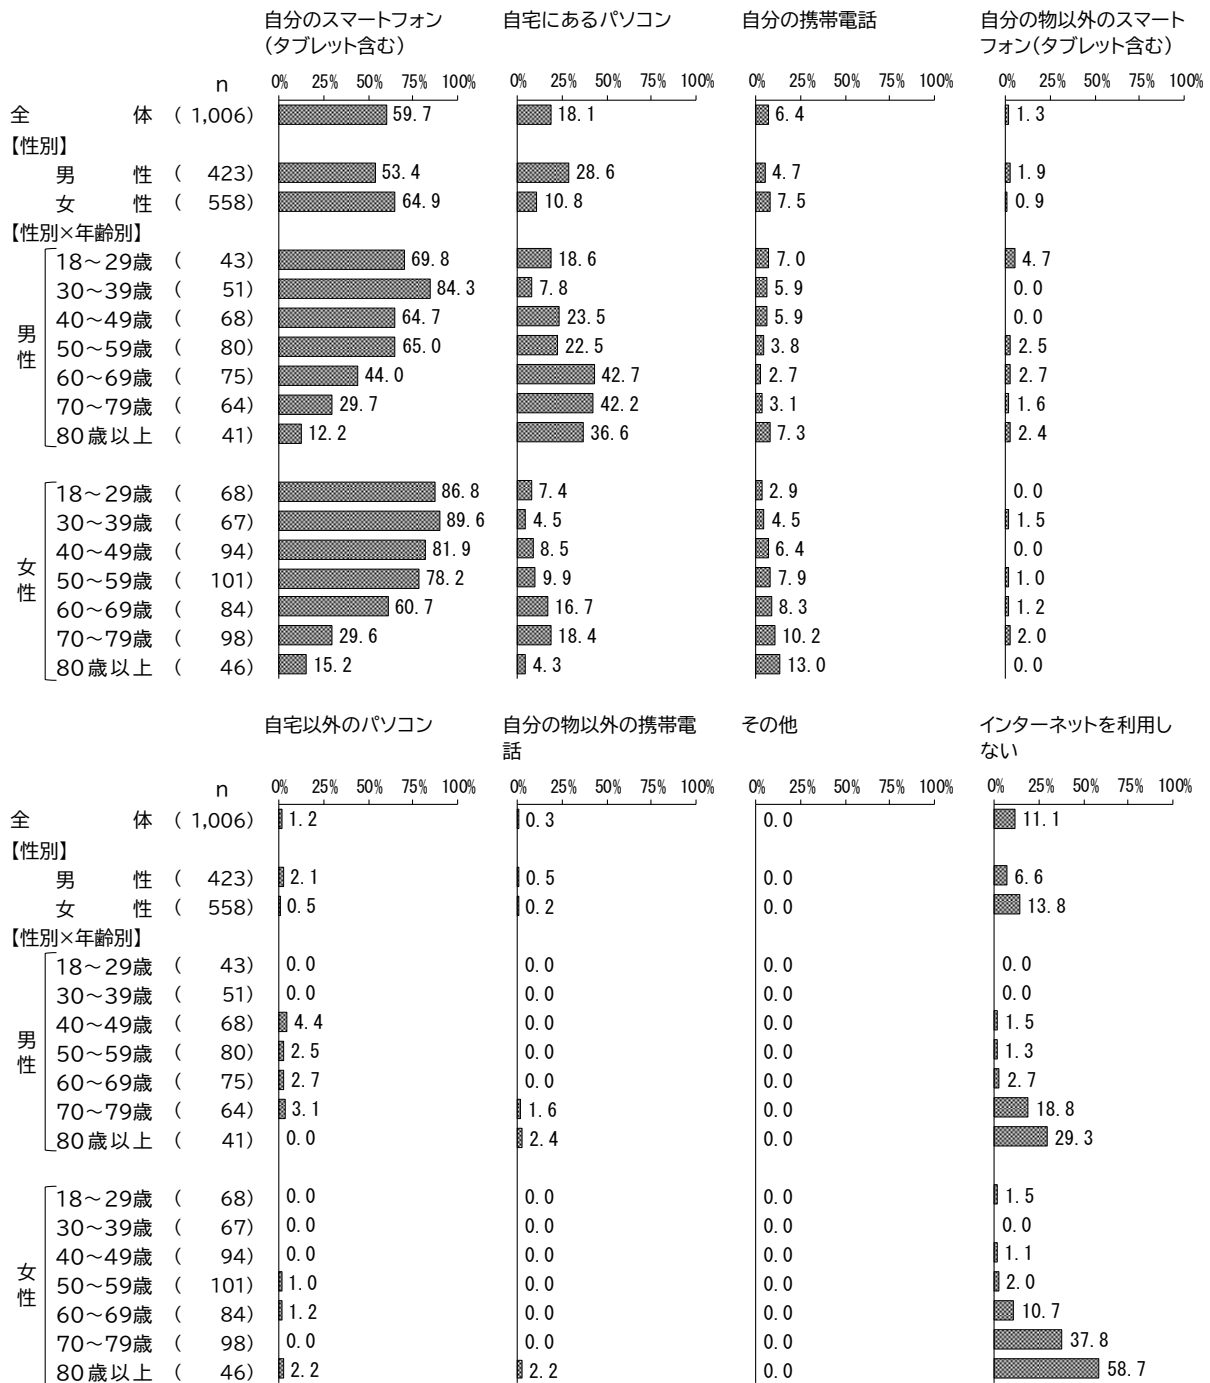 自分のスマートフォン 自宅にあるパソコン 自分の携帯電話 自分の物以外のスマート
（タブレット含む） フォン（タブレット含む）
n 0% 25% 50% 75% 100% 0% 25% 50% 75% 100% 0% 25% 50% 75% 100% 0% 25% 50% 75% 100%
全 体 ( 1,006) 59.7 18.1 6.4 1.3
【性別】
男 性 ( 423) 53.4 28.6 4.7 1.9
女 性 ( 558) 64.9 10.8 7.5 0.9
【性別×年齢別】
男性
18～29歳 ( 43) 69.8 18.6 7.0 4.7
30～39歳 ( 51) 84.3 7.8 5.9 0.0
40～49歳 ( 68) 64.7 23.5 5.9 0.0
50～59歳 ( 80) 65.0 22.5 3.8 2.5
60～69歳 ( 75) 44.0 42.7 2.7 2.7
70～79歳 ( 64) 29.7 42.2 3.1 1.6
80歳以上 ( 41) 12.2 36.6 7.3 2.4
女性
18～29歳 ( 68) 86.8 7.4 2.9 0.0
30～39歳 ( 67) 89.6 4.5 4.5 1.5
40～49歳 ( 94) 81.9 8.5 6.4 0.0
50～59歳 ( 101) 78.2 9.9 7.9 1.0
60～69歳 ( 84) 60.7 16.7 8.3 1.2
70～79歳 ( 98) 29.6 18.4 10.2 2.0
80歳以上 ( 46) 15.2 4.3 13.0 0.0
自宅以外のパソコン 自分の物以外の携帯電 その他 インターネットを利用し
話 ない
n 0% 25% 50% 75% 100% 0% 25% 50% 75% 100% 0% 25% 50% 75% 100% 0% 25% 50% 75% 100%
全 体 ( 1,006) 1.2 0.3 0.0 11.1
【性別】
男 性 ( 423) 2.1 0.5 0.0 6.6
女 性 ( 558) 0.5 0.2 0.0 13.8
【性別×年齢別】
男性
18～29歳 ( 43) 0.0 0.0 0.0 0.0
30～39歳 ( 51) 0.0 0.0 0.0 0.0
40～49歳 ( 68) 4.4 0.0 0.0 1.5
50～59歳 ( 80) 2.5 0.0 0.0 1.3
60～69歳 ( 75) 2.7 0.0 0.0 2.7
70～79歳 ( 64) 3.1 1.6 0.0 18.8
80歳以上 ( 41) 0.0 2.4 0.0 29.3
女性
18～29歳 ( 68) 0.0 0.0 0.0 1.5
30～39歳 ( 67) 0.0 0.0 0.0 0.0
40～49歳 ( 94) 0.0 0.0 0.0 1.1
50～59歳 ( 101) 1.0 0.0 0.0 2.0
60～69歳 ( 84) 1.2 0.0 0.0 10.7
70～79歳 ( 98) 0.0 0.0 0.0 37.8
80歳以上 ( 46) 2.2 2.2 0.0 58.7